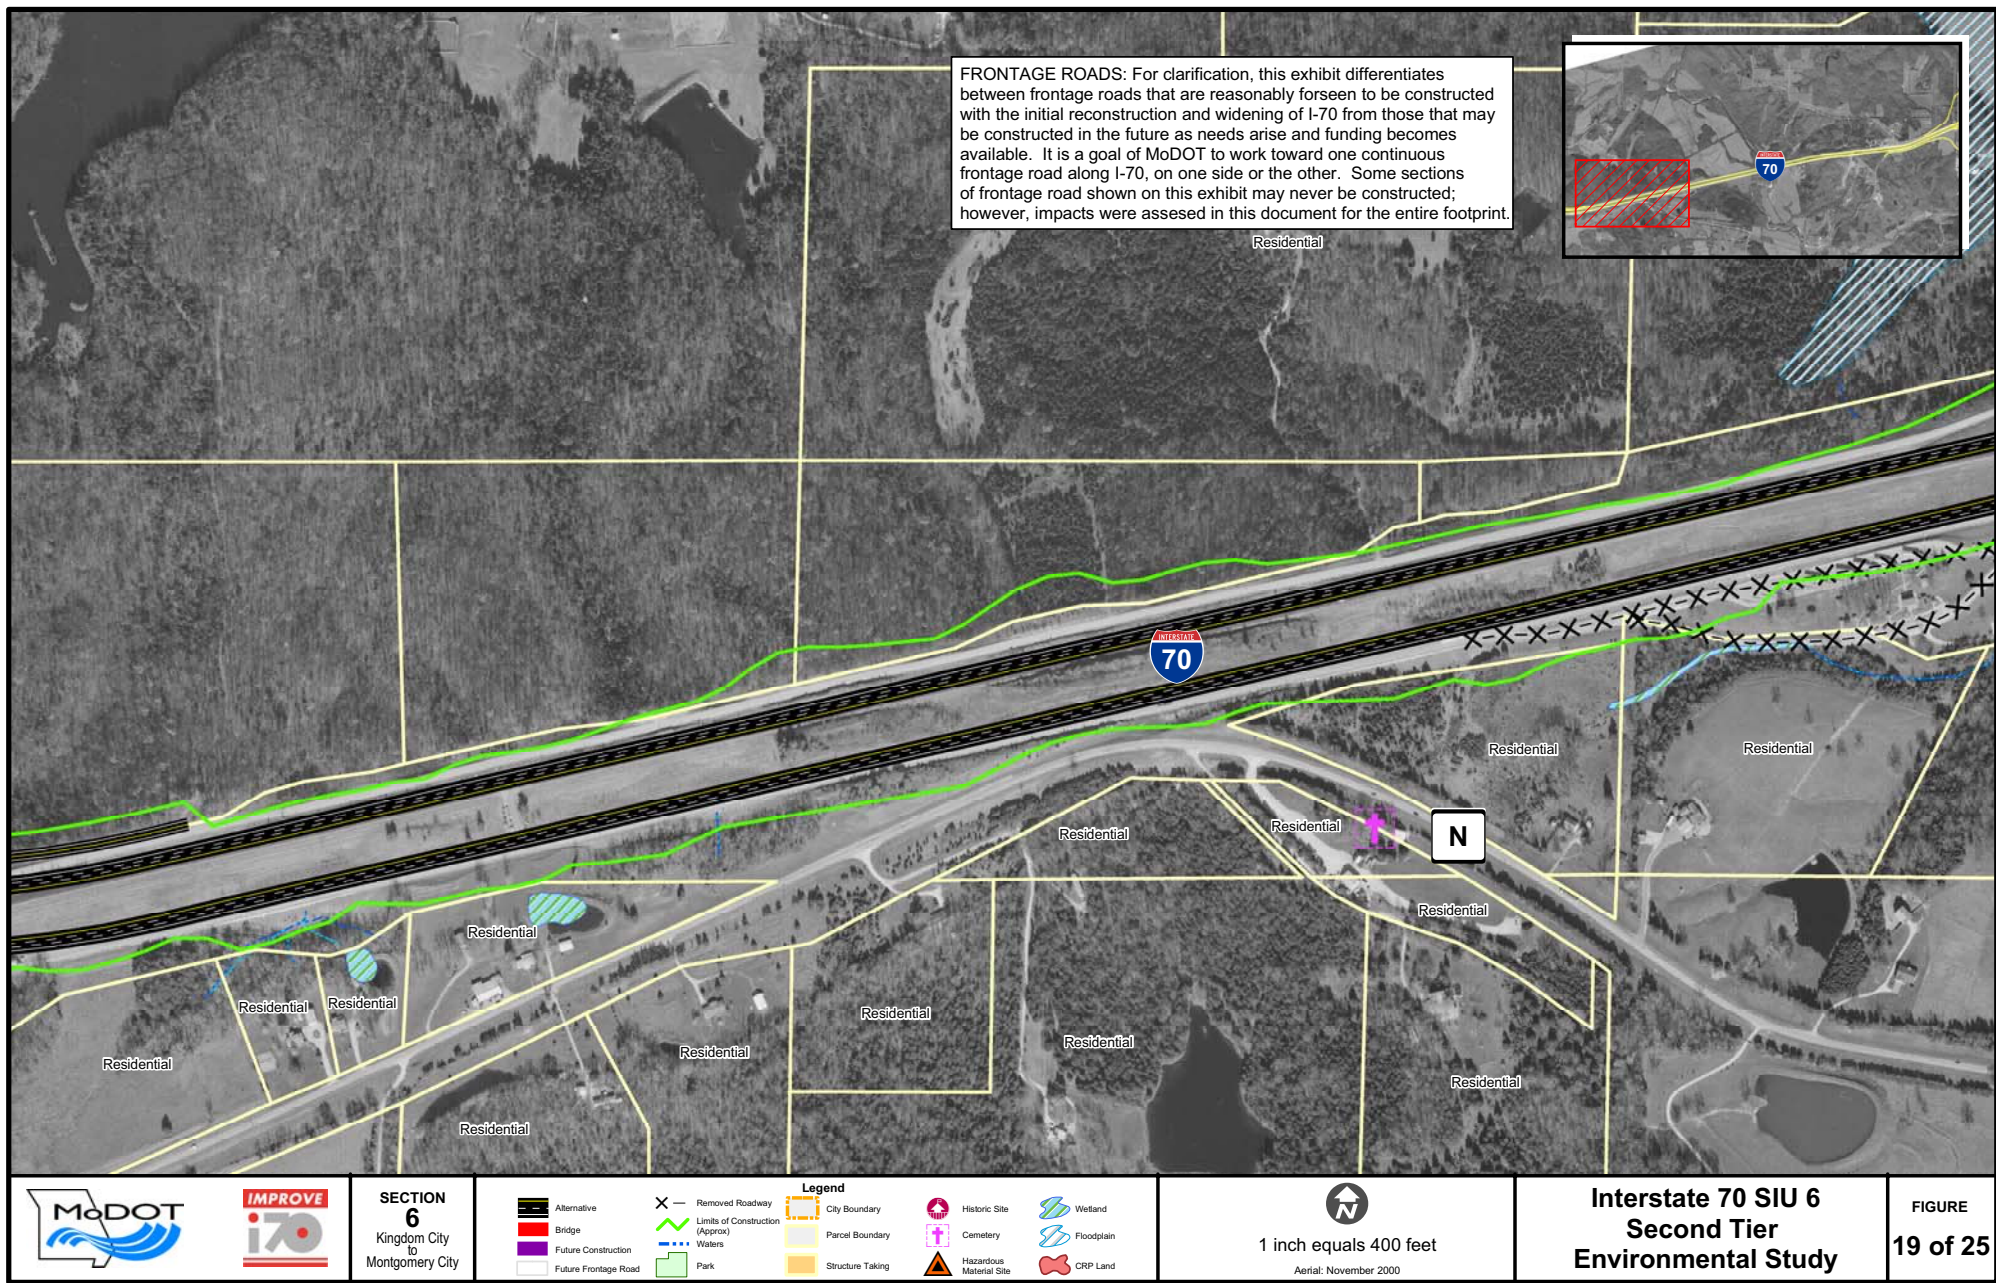 FRONTAGE ROADS: For clarification, this exhibit differentiates
between frontage roads that are reasonably forseen to be constructed
with the initial reconstruction and widening of I-70 from those that may
be constructed in the future as needs arise and funding becomes
available. It is a goal of MoDOT to work toward one continuous
frontage road along I-70, on one side or the other. Some sections
of frontage road shown on this exhibit may never be constructed;
however, impacts were assesed in this document for the entire footprint.
INTERSTATE
70
Residential
INTERSTATE
70
Residential
Residential
Residential
Residential
N
Residential
Residential
Residential
Residential
Residential
Residential
Residential
Residential
Residential
Residential
Residential
MoDOT
IMPROVE
i70
SECTION
6
Kingdom City
to
Montgomery City
Legend
Alternative
Bridge
Future Construction
Future Frontage Road
Removed Roadway
Limits of Construction
(Approx)
Waters
Park
City Boundary
Parcel Boundary
Structure Taking
Historic Site
Cemetery
Hazardous
Material Site
Wetland
Floodplain
CRP Land
N
1 inch equals 400 feet
Aerial: November 2000
Interstate 70 SIU 6
Second Tier
Environmental Study
FIGURE
19 of 25